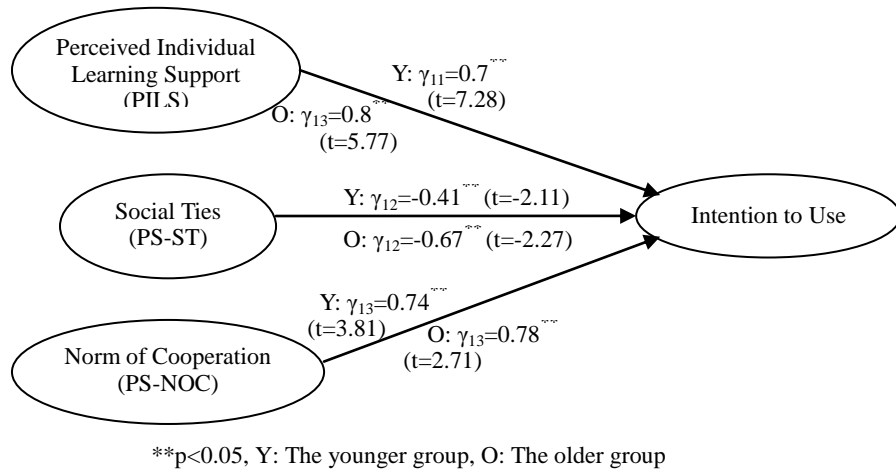 Perceived Individual
Learning Support
(PILS)
Y: γ11=0.7**
(t=7.28)
O: γ13=0.8**
(t=5.77)
Social Ties
(PS-ST)
Y: γ12=-0.41** (t=-2.11)
O: γ12=-0.67** (t=-2.27)
Intention to Use
Norm of Cooperation
(PS-NOC)
Y: γ13=0.74**
(t=3.81)
O: γ13=0.78**
(t=2.71)
**p<0.05, Y: The younger group, O: The older group